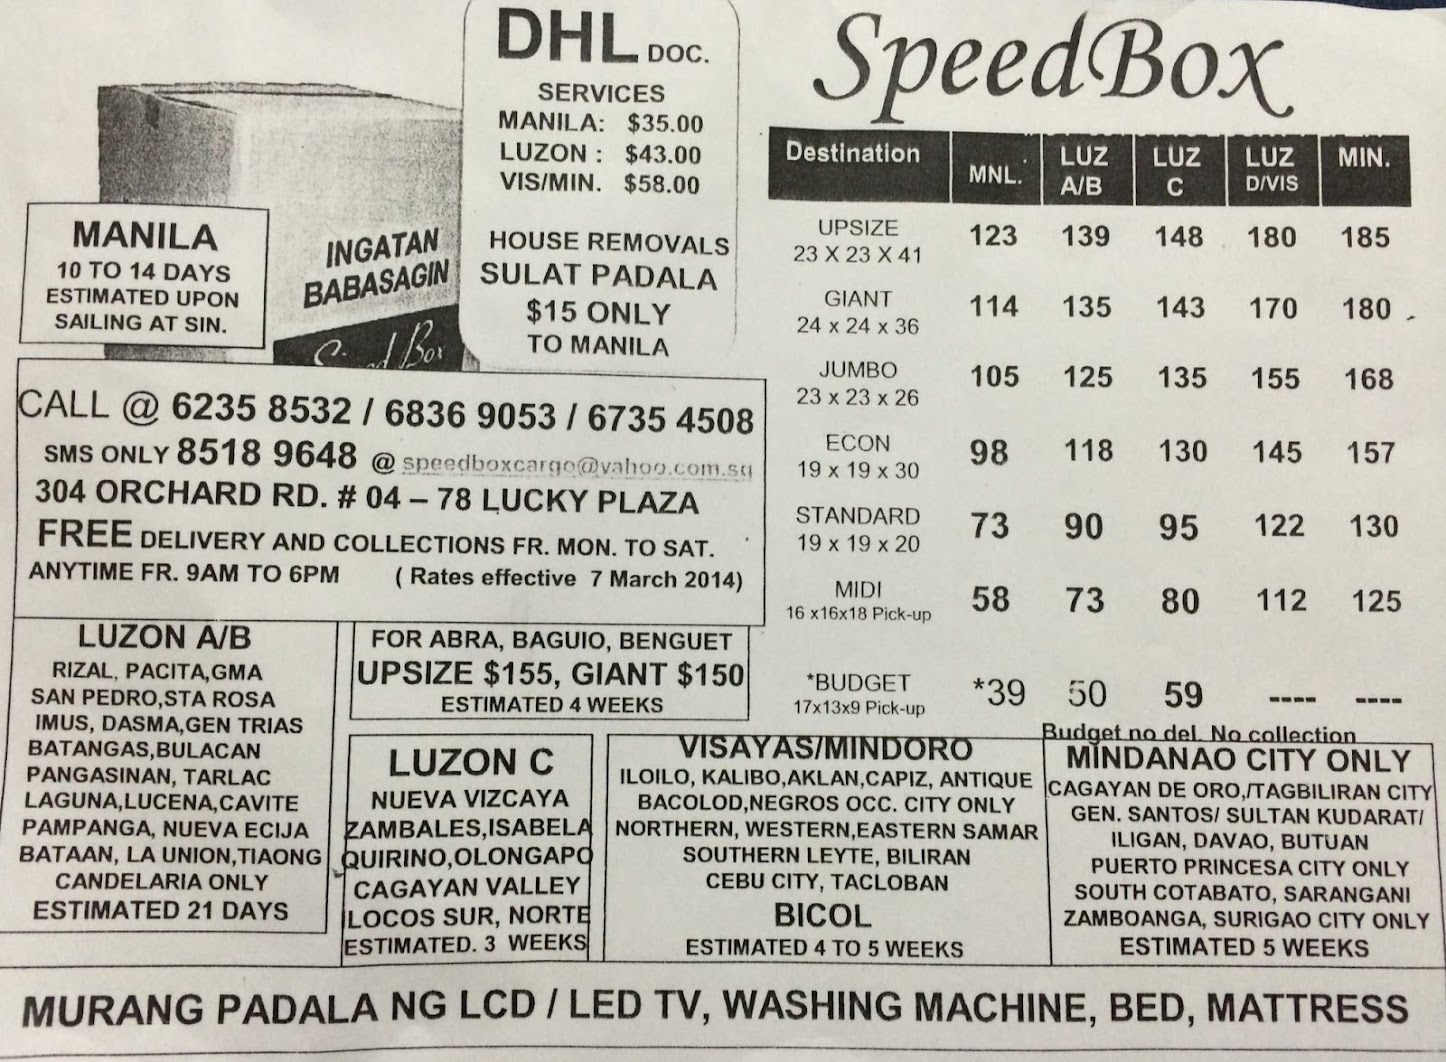 DHL DOC.
SERVICES
MANILA: $35.00
LUZON : $43.00
VIS/MIN. $58.00
HOUSE REMOVALS
SULAT PADALA
$15 ONLY
TO MANILA
MANILA
10 TO 14 DAYS
ESTIMATED UPON
SAILING AT SIN.
INGATAN
BABASAGIN
Speed Box
CALL @ 6235 8532 / 6836 9053 / 6735 4508
SMS ONLY 8518 9648 @ speedboxcargo@yahoo.com.sg
304 ORCHARD RD. # 04 – 78 LUCKY PLAZA
FREE DELIVERY AND COLLECTIONS FR. MON. TO SAT.
ANYTIME FR. 9AM TO 6PM ( Rates effective 7 March 2014)
SpeedBox
Destination MNL. LUZ A/B LUZ C LUZ D/VIS MIN.
UPSIZE
23 X 23 X 41 123 139 148 180 185
GIANT
24 x 24 x 36 114 135 143 170 180
JUMBO
23 x 23 x 26 105 125 135 155 168
ECON
19 x 19 x 30 98 118 130 145 157
STANDARD
19 x 19 x 20 73 90 95 122 130
MIDI
16 x16x18 Pick-up 58 73 80 112 125
*BUDGET
17x13x9 Pick-up *39 50 59 ---- ----
Budget no del. No collection
LUZON A/B
RIZAL, PACITA,GMA
SAN PEDRO,STA ROSA
IMUS, DASMA,GEN TRIAS
BATANGAS,BULACAN
PANGASINAN, TARLAC
LAGUNA,LUCENA,CAVITE
PAMPANGA, NUEVA ECIJA
BATAAN, LA UNION,TIAONG
CANDELARIA ONLY
ESTIMATED 21 DAYS
FOR ABRA, BAGUIO, BENGUET
UPSIZE $155, GIANT $150
ESTIMATED 4 WEEKS
LUZON C
NUEVA VIZCAYA
ZAMBALES,ISABELA
QUIRINO,OLONGAPO
CAGAYAN VALLEY
LOCOS SUR, NORTE
ESTIMATED. 3 WEEKS
VISAYAS/MINDORO
ILOILO, KALIBO,AKLAN,CAPIZ, ANTIQUE
BACOLOD,NEGROS OCC. CITY ONLY
NORTHERN, WESTERN,EASTERN SAMAR
SOUTHERN LEYTE, BILIRAN
CEBU CITY, TACLOBAN
BICOL
ESTIMATED 4 TO 5 WEEKS
MINDANAO CITY ONLY
CAGAYAN DE ORO,/TAGBILIRAN CITY
GEN. SANTOS/ SULTAN KUDARAT/
ILIGAN, DAVAO, BUTUAN
PUERTO PRINCESA CITY ONLY
SOUTH COTABATO, SARANGANI
ZAMBOANGA, SURIGAO CITY ONLY
ESTIMATED 5 WEEKS
MURANG PADALA NG LCD / LED TV, WASHING MACHINE, BED, MATTRESS